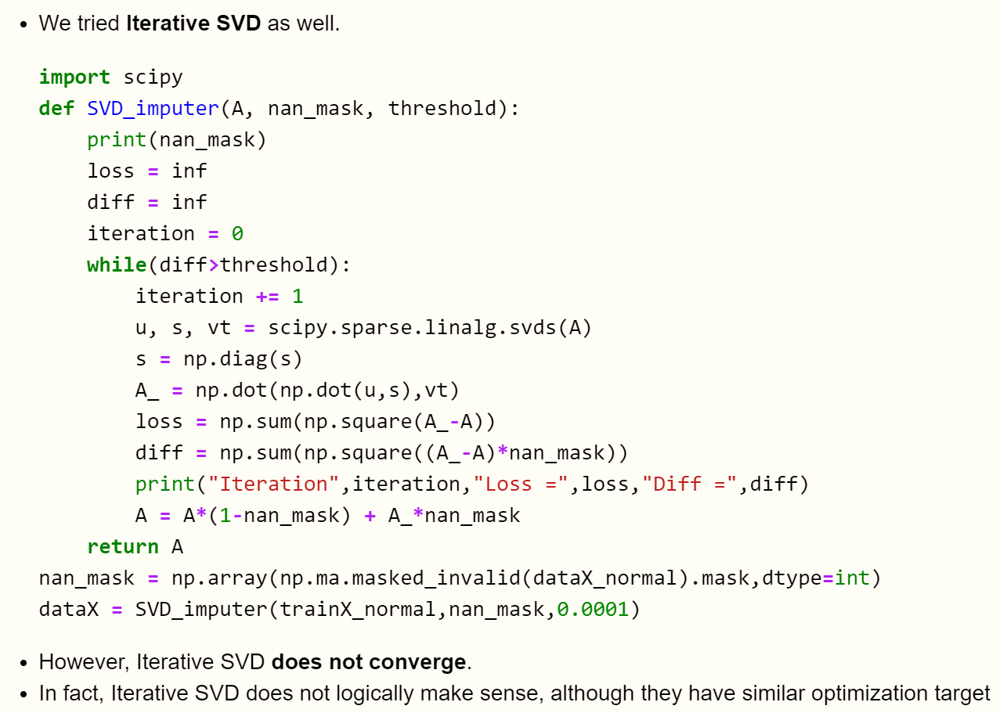 • We tried Iterative SVD as well.
import scipy
def SVD_imputer(A, nan_mask, threshold):
    print(nan_mask)
    loss = inf
    diff = inf
    iteration = 0
    while(diff>threshold):
        iteration += 1
        u, s, vt = scipy.sparse.linalg.svds(A)
        s = np.diag(s)
        A_ = np.dot(np.dot(u,s),vt)
        loss = np.sum(np.square(A_-A))
        diff = np.sum(np.square((A_-A)*nan_mask))
        print("Iteration",iteration,"Loss =",loss,"Diff =",diff)
        A = A*(1-nan_mask) + A_*nan_mask
    return A
nan_mask = np.array(np.ma.masked_invalid(dataX_normal).mask,dtype=int)
dataX = SVD_imputer(trainX_normal,nan_mask,0.0001)
• However, Iterative SVD does not converge.
• In fact, Iterative SVD does not logically make sense, although they have similar optimization target